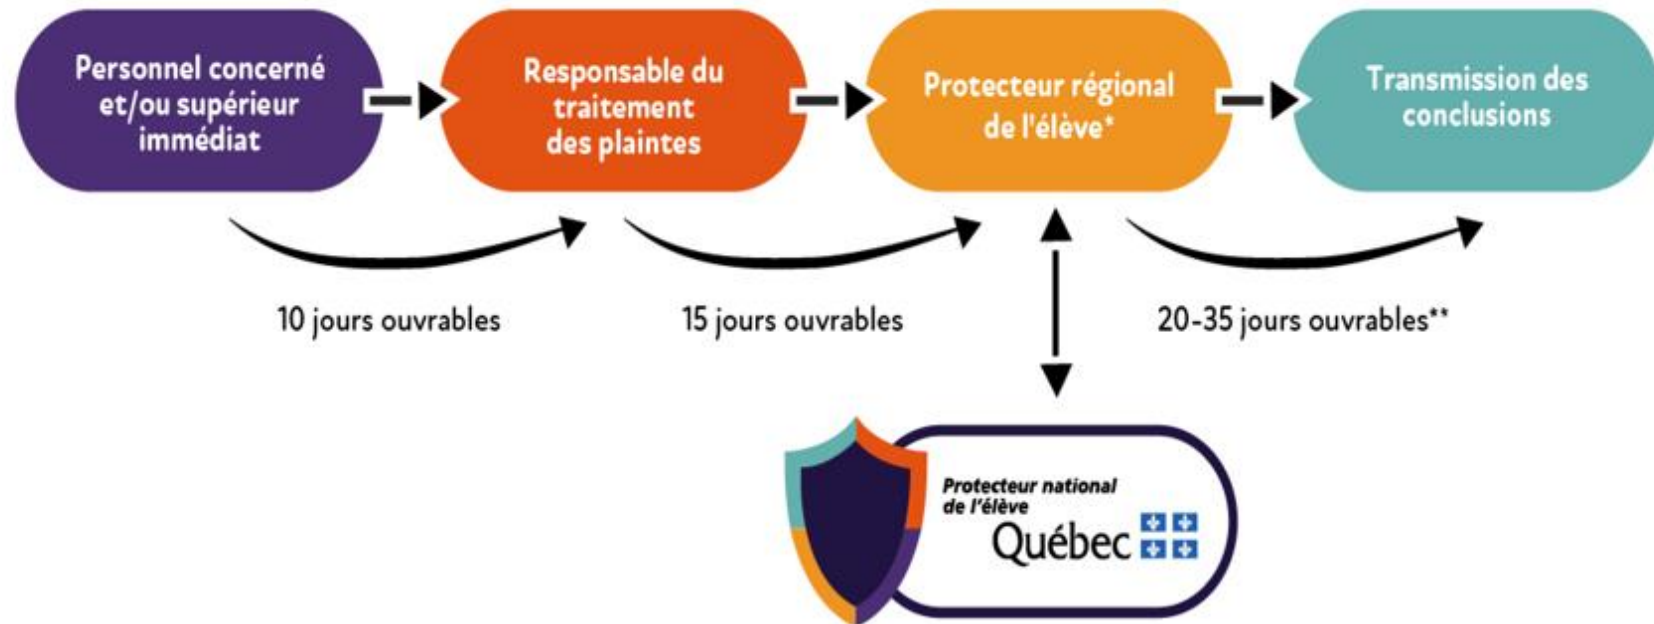 Personnel concerné
et/ou supérieur
immédiat
Responsable du
traitement
des plaintes
Protecteur régional
de l'élève*
Transmission des
conclusions
10 jours ouvrables
15 jours ouvrables
20-35 jours ouvrables**
Protecteur national
de l'élève
Québec